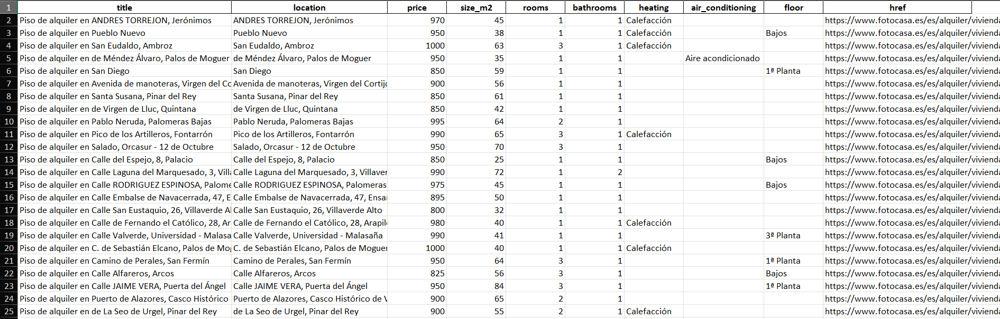 1 title location price size_m2 rooms bathrooms heating air_conditioning floor href
2 Piso de alquiler en ANDRES TORREJON, Jerónimos ANDRES TORREJON, Jerónimos 970 45 1 1 Calefacción https://www.fotocasa.es/es/alquiler/vivienda
3 Piso de alquiler en Pueblo Nuevo Pueblo Nuevo 950 38 1 1 Calefacción Bajos https://www.fotocasa.es/es/alquiler/vivienda
4 Piso de alquiler en San Eudaldo, Ambroz San Eudaldo, Ambroz 1000 63 3 1 Calefacción https://www.fotocasa.es/es/alquiler/vivienda
5 Piso de alquiler en de Méndez Álvaro, Palos de Moguer de Méndez Álvaro, Palos de Moguer 950 35 1 1 Aire acondicionado https://www.fotocasa.es/es/alquiler/vivienda
6 Piso de alquiler en San Diego San Diego 850 59 1 1 1ª Planta https://www.fotocasa.es/es/alquiler/vivienda
7 Piso de alquiler en Avenida de manoteras, Virgen del Co Avenida de manoteras, Virgen del Cortijo 900 56 1 1 https://www.fotocasa.es/es/alquiler/vivienda
8 Piso de alquiler en Santa Susana, Pinar del Rey Santa Susana, Pinar del Rey 850 61 1 1 https://www.fotocasa.es/es/alquiler/vivienda
9 Piso de alquiler en de Virgen de Lluc, Quintana de Virgen de Lluc, Quintana 850 42 1 1 https://www.fotocasa.es/es/alquiler/vivienda
10 Piso de alquiler en Pablo Neruda, Palomeras Bajas Pablo Neruda, Palomeras Bajas 995 64 2 1 https://www.fotocasa.es/es/alquiler/vivienda
11 Piso de alquiler en Pico de los Artilleros, Fontarrón Pico de los Artilleros, Fontarrón 990 65 3 1 Calefacción https://www.fotocasa.es/es/alquiler/vivienda
12 Piso de alquiler en Salado, Orcasur - 12 de Octubre Salado, Orcasur - 12 de Octubre 950 70 3 1 https://www.fotocasa.es/es/alquiler/vivienda
13 Piso de alquiler en Calle del Espejo, 8, Palacio Calle del Espejo, 8, Palacio 850 25 1 1 Bajos https://www.fotocasa.es/es/alquiler/vivienda
14 Piso de alquiler en Calle Laguna del Marquesado, 3, Villa Calle Laguna del Marquesado, 3, Villaver 990 72 1 2 https://www.fotocasa.es/es/alquiler/vivienda
15 Piso de alquiler en Calle RODRIGUEZ ESPINOSA, Palome Calle RODRIGUEZ ESPINOSA, Palomeras 975 45 1 1 Bajos https://www.fotocasa.es/es/alquiler/vivienda
16 Piso de alquiler en Calle Embalse de Navacerrada, 47, E Calle Embalse de Navacerrada, 47, Ensan 895 50 1 1 https://www.fotocasa.es/es/alquiler/vivienda
17 Piso de alquiler en Calle San Eustaquio, 26, Villaverde Al Calle San Eustaquio, 26, Villaverde Alto 800 32 1 1 https://www.fotocasa.es/es/alquiler/vivienda
18 Piso de alquiler en Calle de Fernando el Católico, 28, Ar Calle de Fernando el Católico, 28, Arapil 980 40 1 1 Calefacción https://www.fotocasa.es/es/alquiler/vivienda
19 Piso de alquiler en Calle Valverde, Universidad - Malasa Calle Valverde, Universidad - Malasaña 990 41 1 1 3ª Planta https://www.fotocasa.es/es/alquiler/vivienda
20 Piso de alquiler en C. de Sebastián Elcano, Palos de Mog C. de Sebastián Elcano, Palos de Moguer 1000 40 1 1 Calefacción https://www.fotocasa.es/es/alquiler/vivienda
21 Piso de alquiler en Camino de Perales, San Fermín Camino de Perales, San Fermín 950 64 3 1 1ª Planta https://www.fotocasa.es/es/alquiler/vivienda
22 Piso de alquiler en Calle Alfareros, Arcos Calle Alfareros, Arcos 825 56 3 1 Bajos https://www.fotocasa.es/es/alquiler/vivienda
23 Piso de alquiler en Calle JAIME VERA, Puerta del Ángel Calle JAIME VERA, Puerta del Ángel 950 84 3 1 1ª Planta https://www.fotocasa.es/es/alquiler/vivienda
24 Piso de alquiler en Puerto de Alazores, Casco Histórico Puerto de Alazores, Casco Histórico de V 900 65 2 1 https://www.fotocasa.es/es/alquiler/vivienda
25 Piso de alquiler en de La Seo de Urgel, Pinar del Rey de La Seo de Urgel, Pinar del Rey 900 55 2 1 Calefacción https://www.fotocasa.es/es/alquiler/vivienda